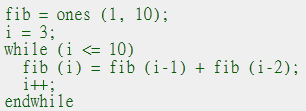 fib = ones (1, 10);
i = 3;
while (i <= 10)
fib (i) = fib (i-1) + fib (i-2);
i++;
endwhile